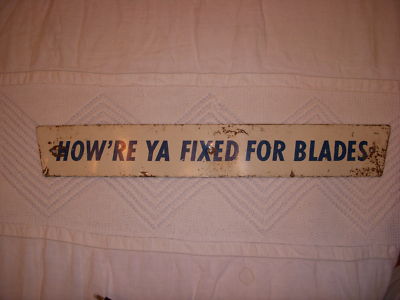 HOW'RE YA FIXED FOR BLADES